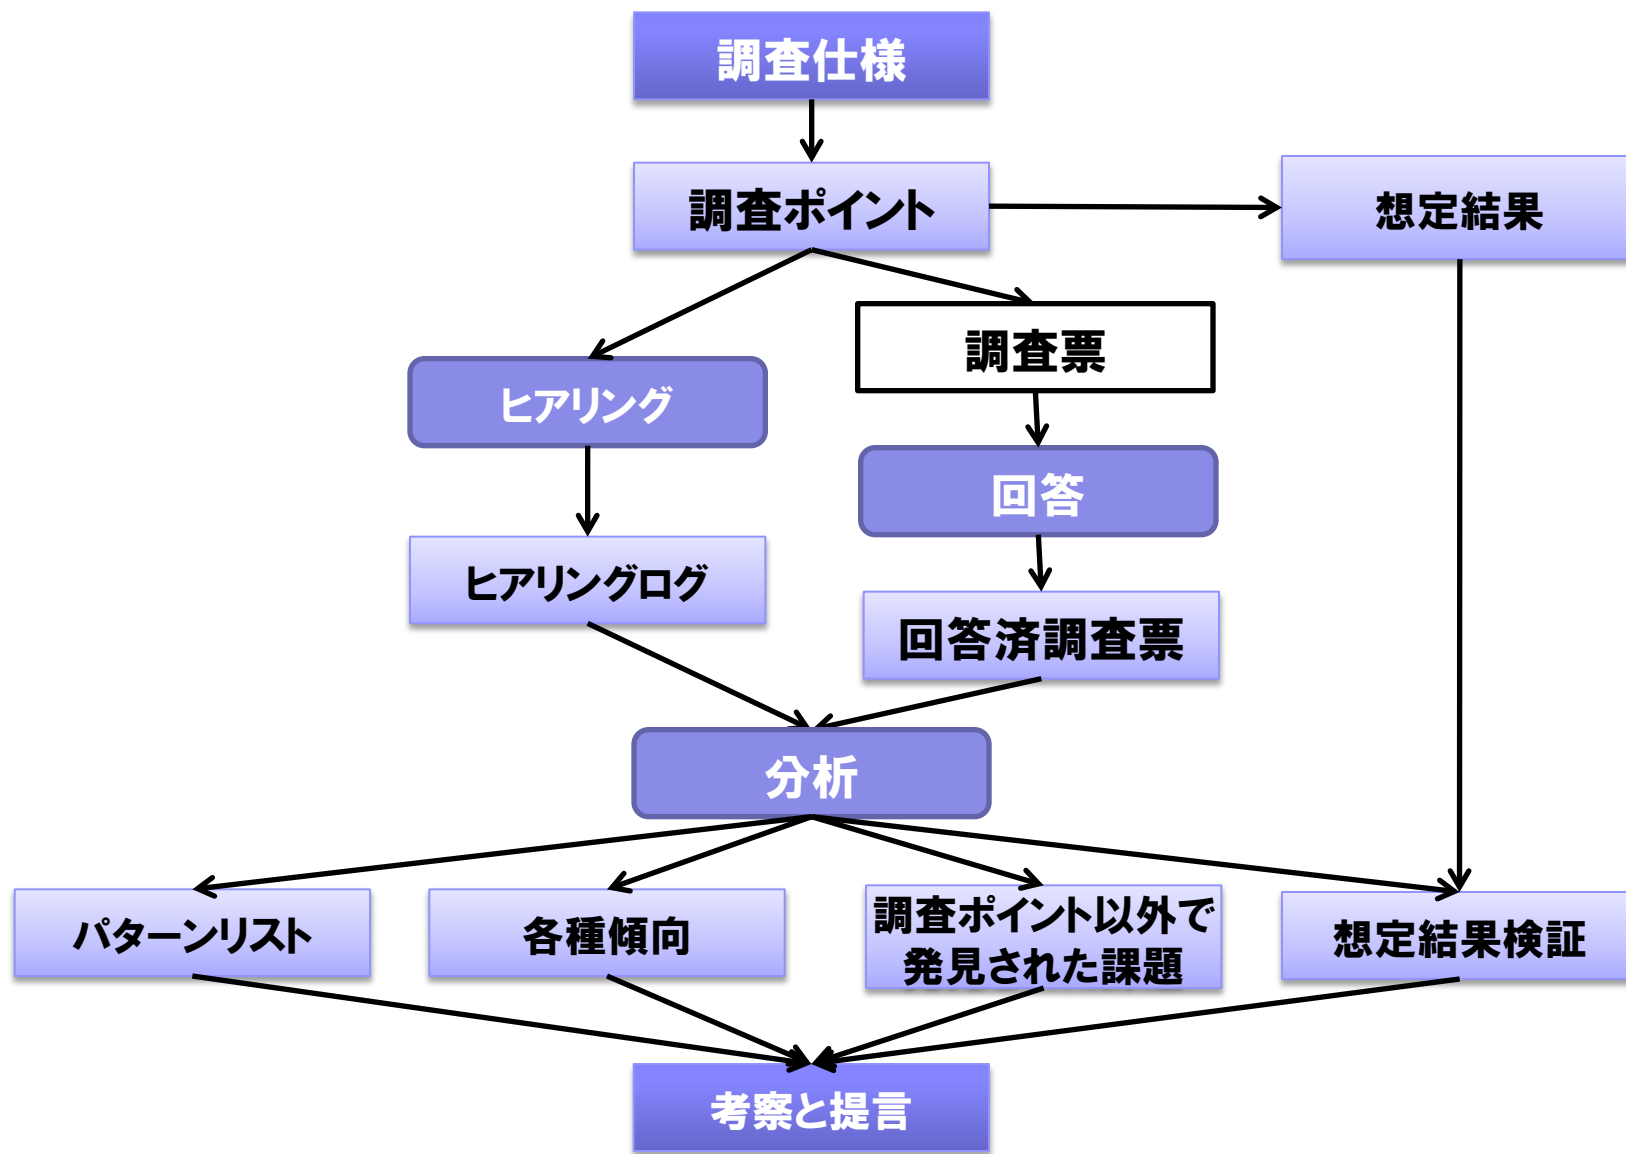 調査仕様
調査ポイント
想定結果
調査票
ヒアリング
回答
ヒアリングログ
回答済調査票
分析
パターンリスト
各種傾向
調査ポイント以外で
発見された課題
想定結果検証
考察と提言